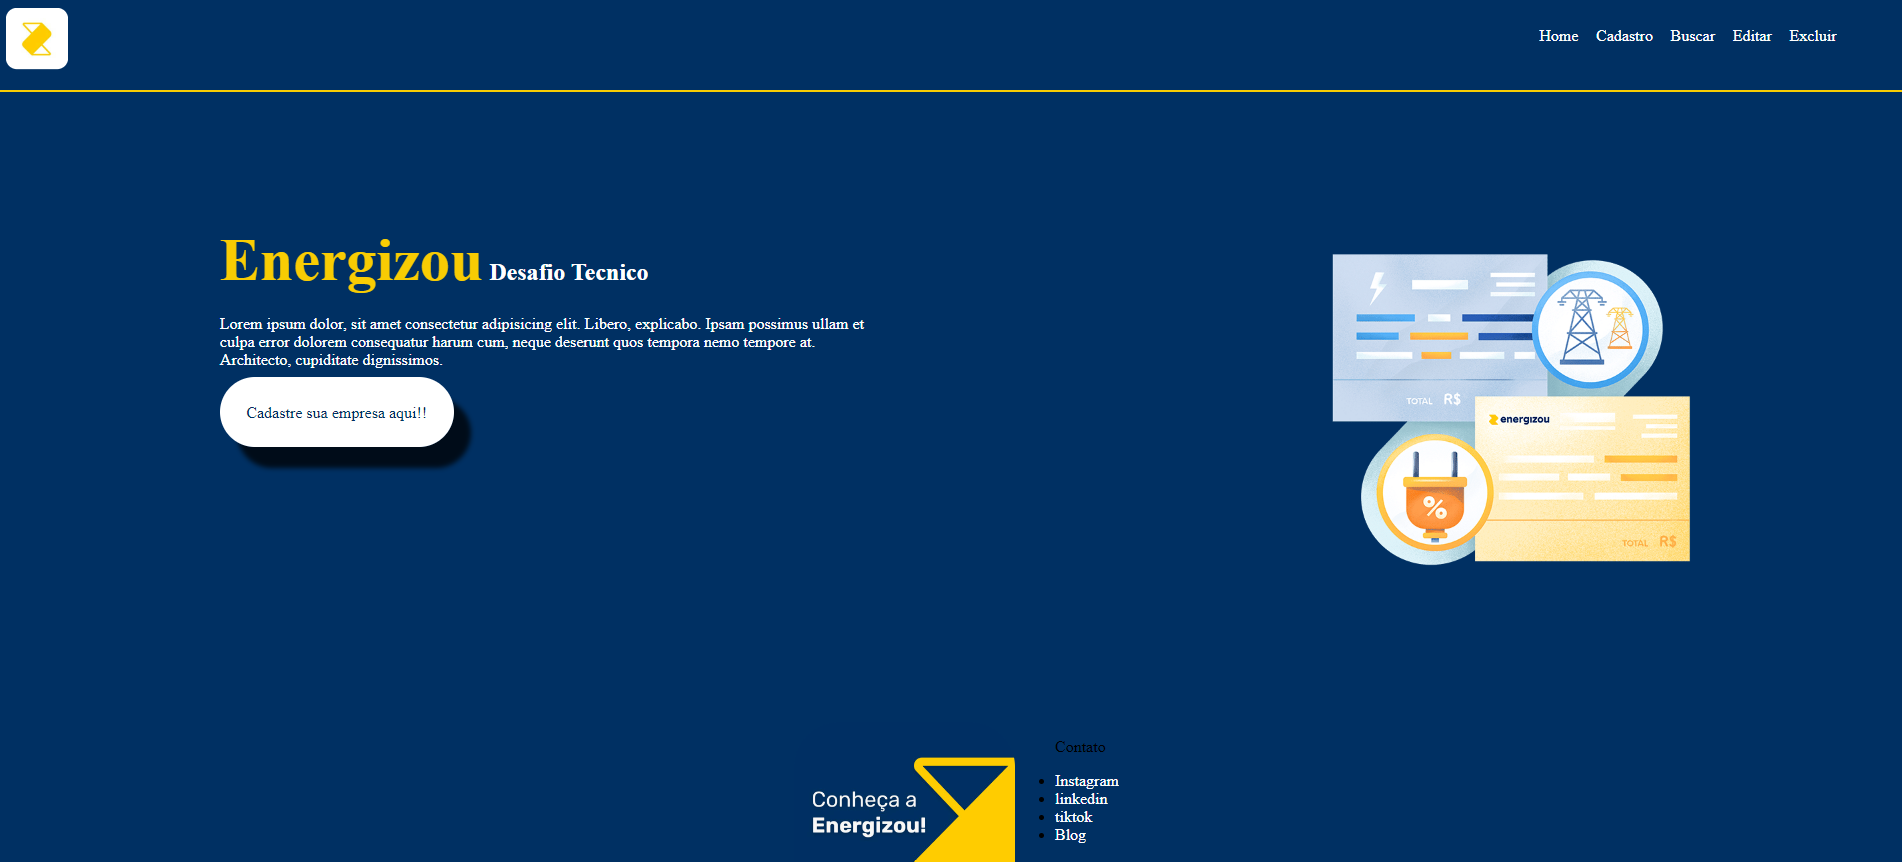 Home Cadastro Buscar Editar Excluir
Energizou Desafio Tecnico
Lorem ipsum dolor, sit amet consectetur adipisicing elit. Libero, explicabo. Ipsam possimus ullam et
culpa error dolorem consequatur harum cum, neque deserunt quos tempora nemo tempore at.
Architecto, cupiditate dignissimos.
Cadastre sua empresa aqui!!
TOTAL R$
energizou
%
TOTAL R$
Conheça a
Energizou!
Contato
Instagram
linkedin
tiktok
Blog